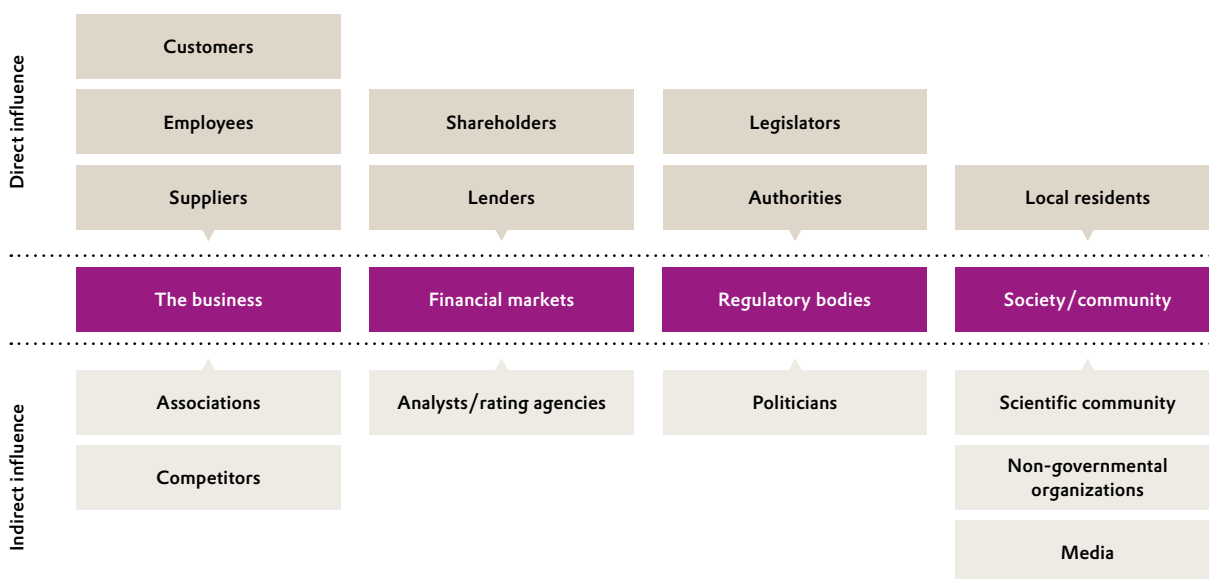 Direct influence
Customers
Employees
Shareholders
Legislators
Suppliers
Lenders
Authorities
Local residents
The business
Financial markets
Regulatory bodies
Society/community
Indirect influence
Associations
Analysts/rating agencies
Politicians
Scientific community
Competitors
Non-governmental
organizations
Media